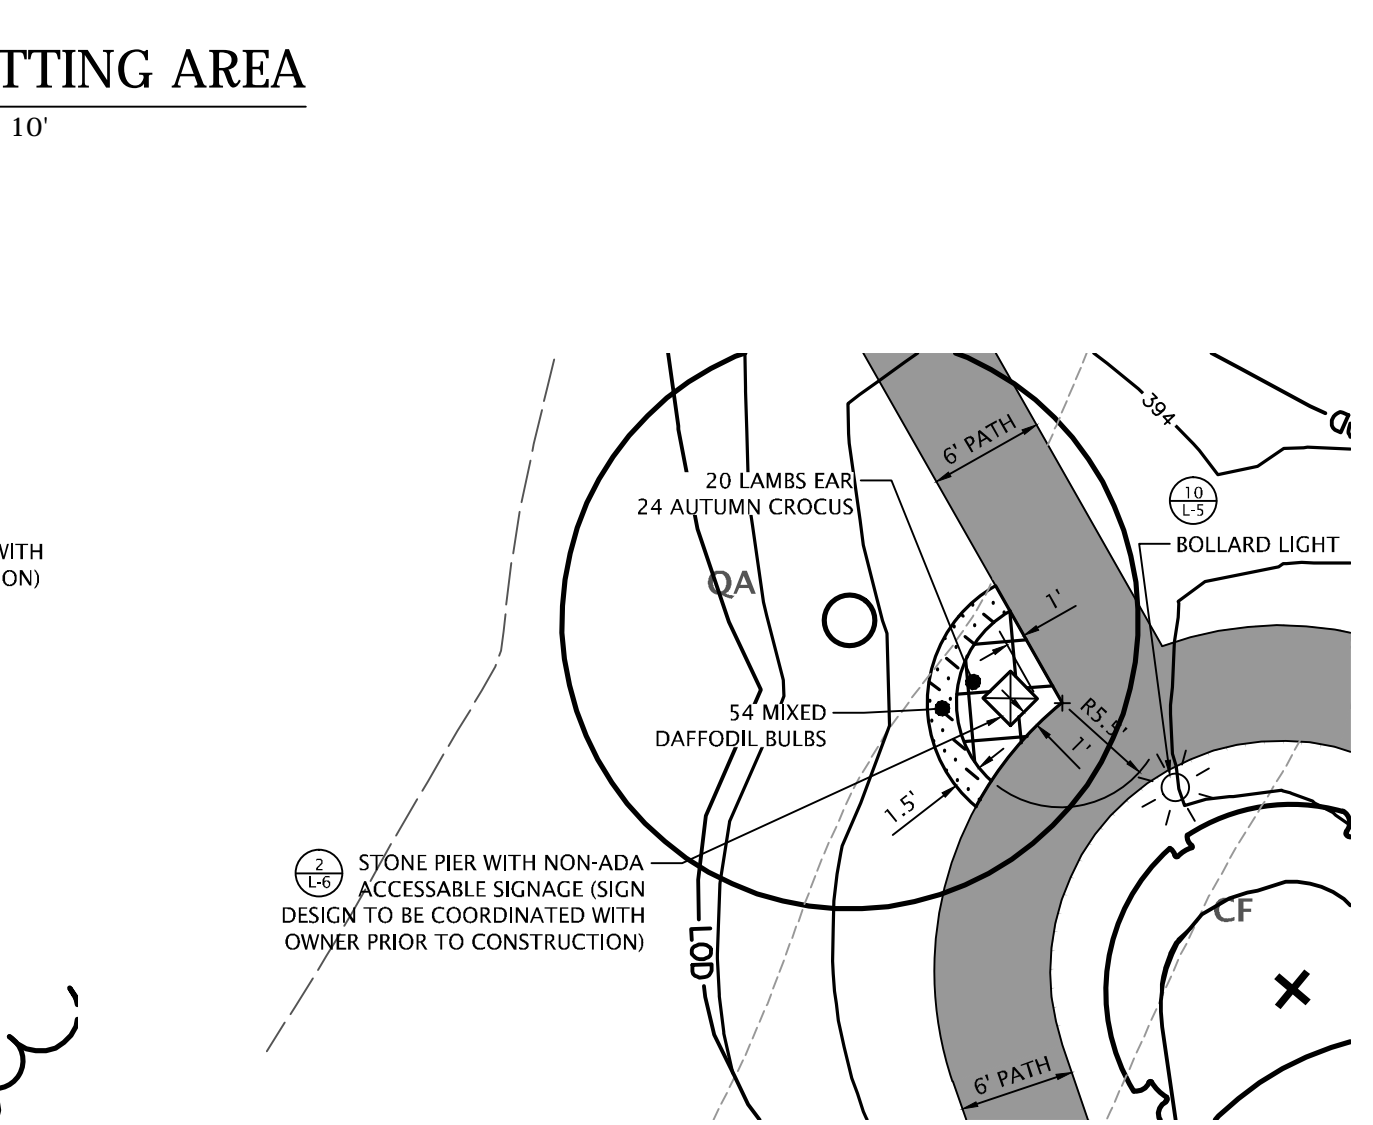 TTING AREA
10'
394
6' PATH
20 LAMBS EAR
24 AUTUMN CROCUS
10
L-5
BOLLARD LIGHT
WITH
ON)
QA
1'
54 MIXED
DAFFODIL BULBS
R5.5'
1'
1.5'
2
L-6
STONE PIER WITH NON-ADA
ACCESSABLE SIGNAGE (SIGN
DESIGN TO BE COORDINATED WITH
OWNER PRIOR TO CONSTRUCTION)
CF
LOD
6' PATH